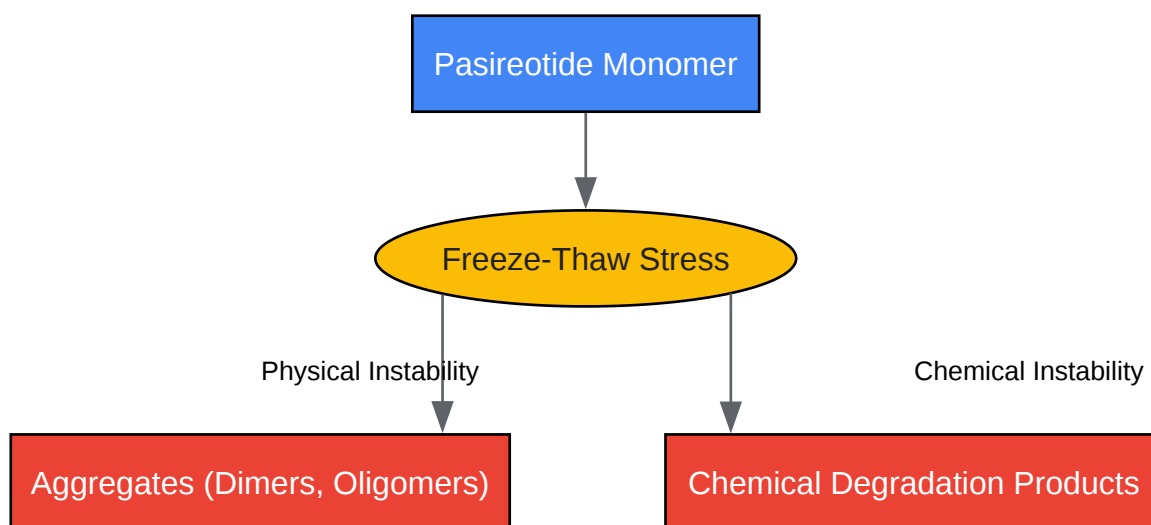 Pasireotide Monomer
Freeze-Thaw Stress
Physical Instability
Chemical Instability
Aggregates (Dimers, Oligomers)
Chemical Degradation Products